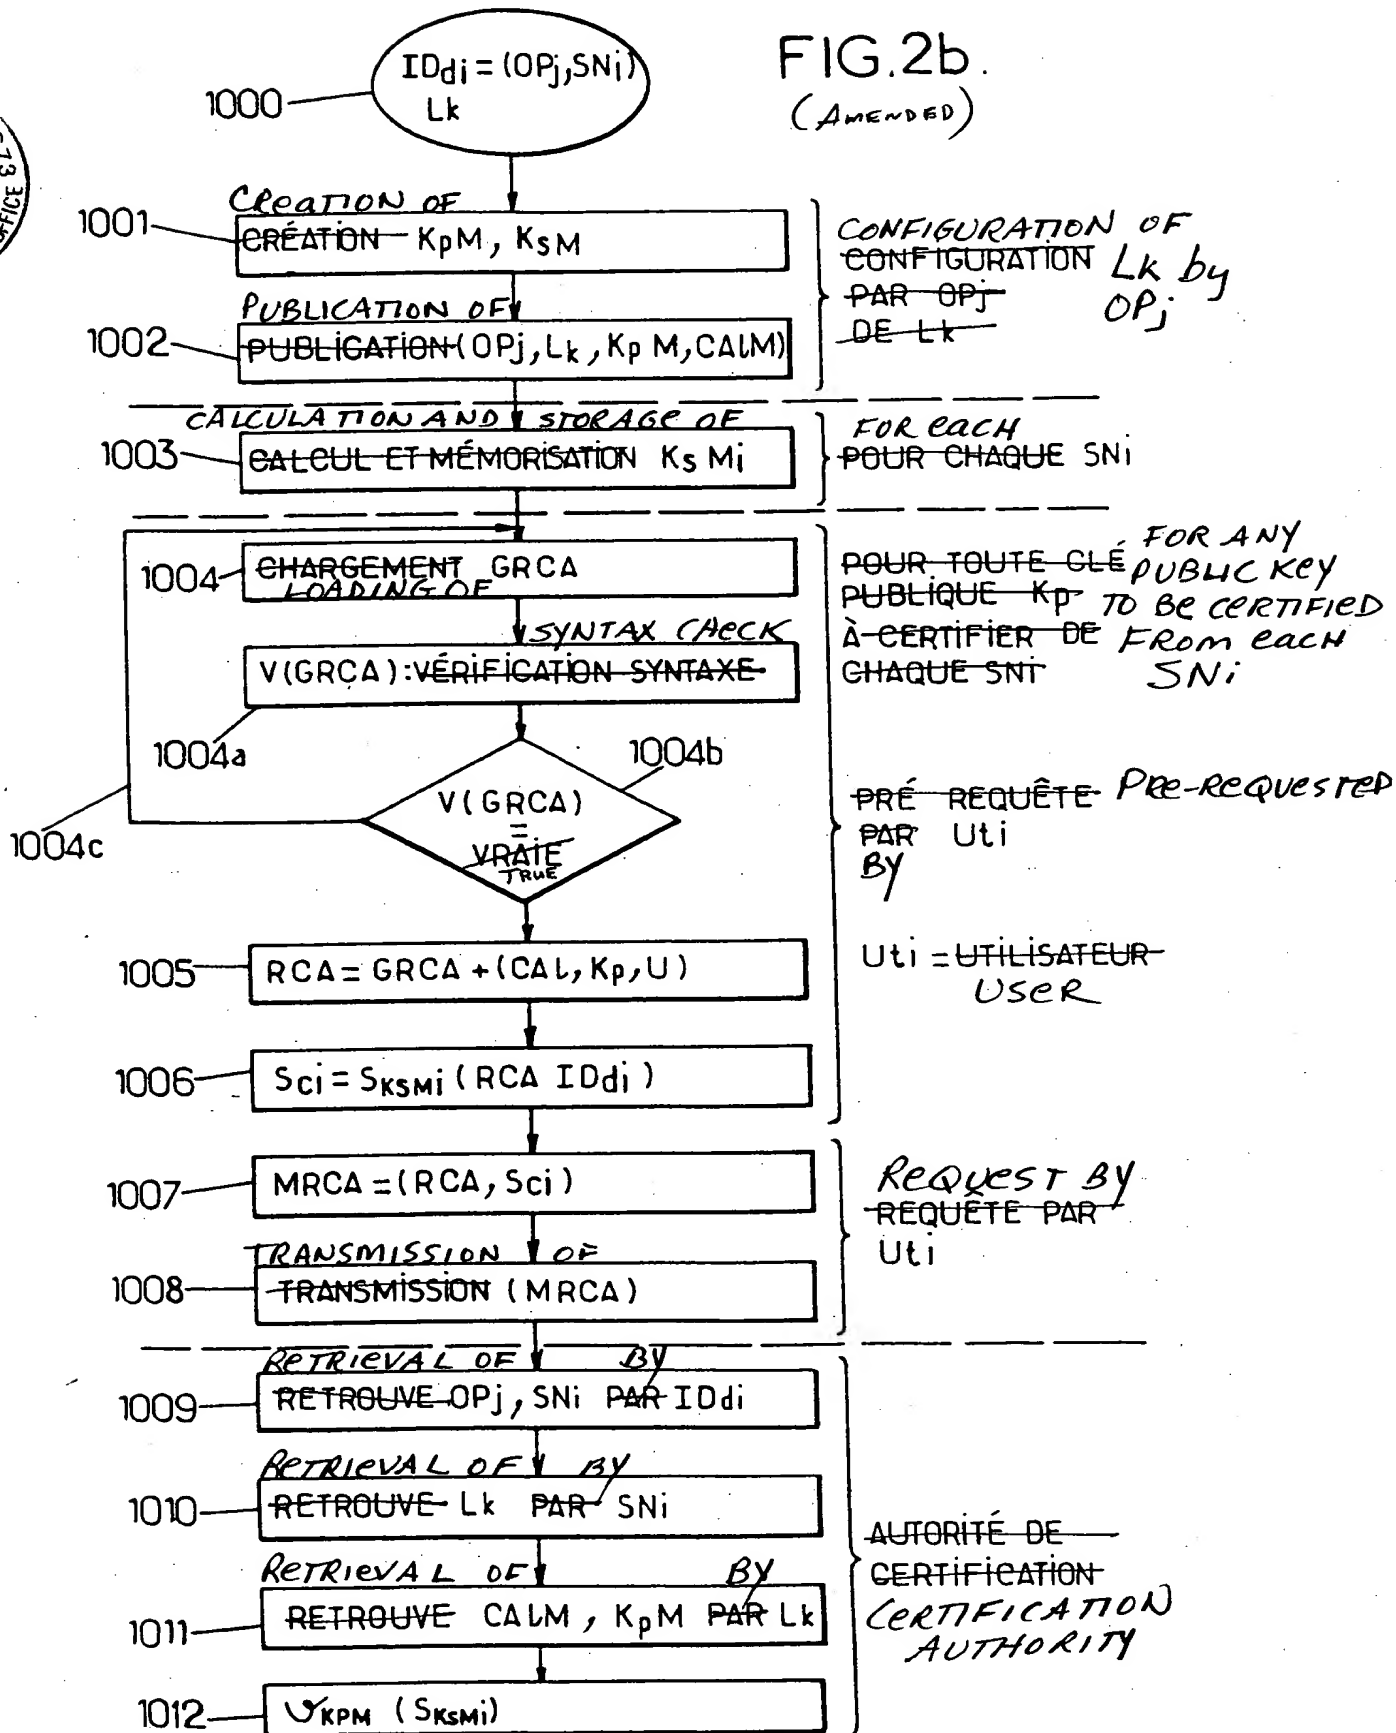 FIG.2b.
(AMENDED)
IDdi = (OPj,SNi)
Lk
1000
CREATION OF
1001
CRÉATION KpM, KsM
PUBLICATION OF
1002
PUBLICATION (OPj, Lk, KpM, CALM)
CONFIGURATION OF
CONFIGURATION Lk by
PAR OPj OPj
DE Lk
CALCULATION AND STORAGE OF
1003
CALCUL ET MÉMORISATION KsMi
FOR EACH
POUR CHAQUE SNi
1004
CHARGEMENT GRCA
LOADING OF
SYNTAX CHECK
V(GRCA):VÉRIFICATION SYNTAXE
1004a
1004b
V(GRCA)
=
VRAIE
TRUE
1004c
1005
RCA = GRCA + (CAL, Kp, U)
1006
Sci = SKSMi (RCA IDdi)
FOR ANY
POUR TOUTE CLÉ PUBLIC KEY
PUBLIQUE Kp TO BE CERTIFIED
À CERTIFIER DE FROM EACH
CHAQUE SNi SNi
PRÉ REQUÊTE PRE-REQUESTED
PAR Uti
BY
Uti = UTILISATEUR
USER
1007
MRCA = (RCA, Sci)
TRANSMISSION OF
1008
TRANSMISSION (MRCA)
REQUEST BY
REQUÊTE PAR
Uti
RETRIEVAL OF BY
1009
RETROUVE OPj, SNi PAR IDdi
RETRIEVAL OF BY
1010
RETROUVE Lk PAR SNi
RETRIEVAL OF BY
1011
RETROUVE CALM, KpM PAR Lk
1012
VKPM (SKSMi)
AUTORITÉ DE
CERTIFICATION
CERTIFICATION
AUTHORITY
OFFICE